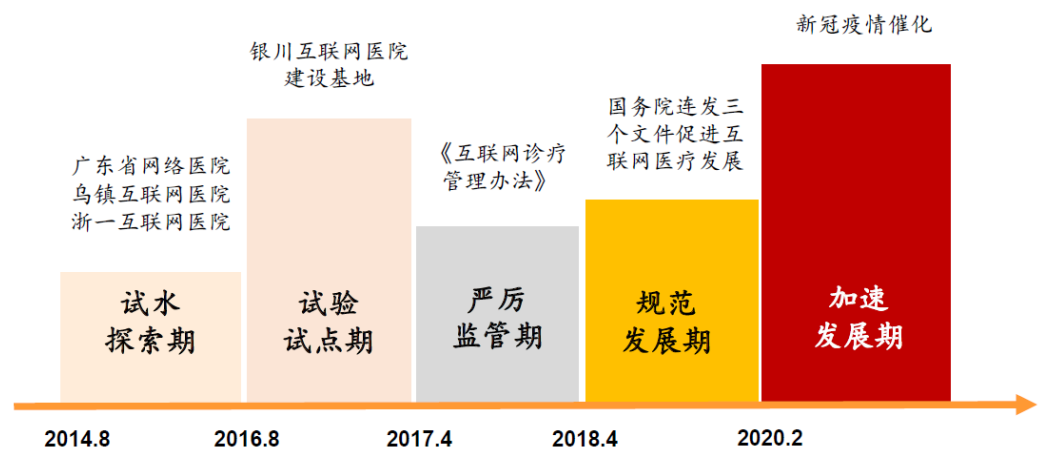 广东省网络医院
乌镇互联网医院
浙一互联网医院
试水
探索期
银川互联网医院
建设基地
试验
试点期
《互联网诊疗
管理办法》
严厉
监管期
国务院连发三
个文件促进互
联网医疗发展
规范
发展期
新冠疫情催化
加速
发展期
2014.8
2016.8
2017.4
2018.4
2020.2